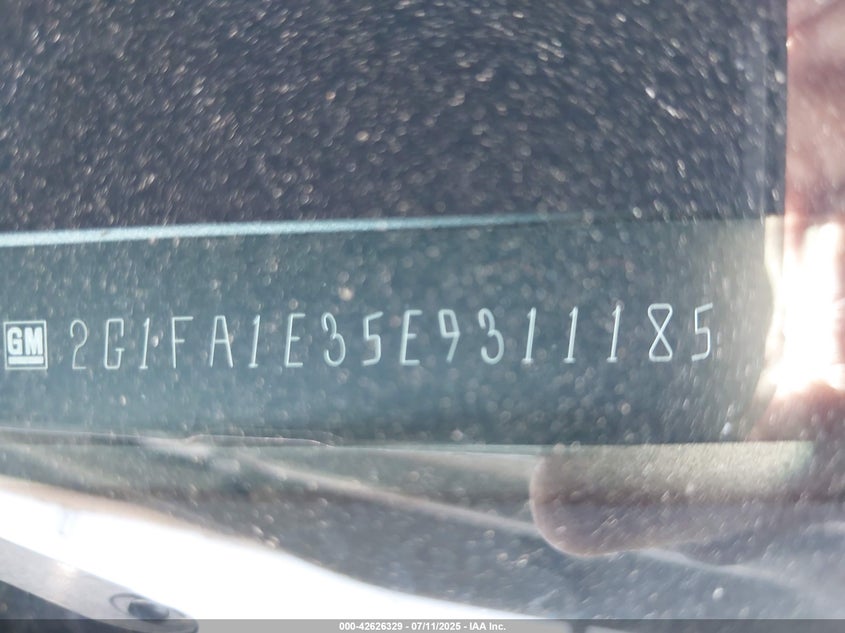 GM 2G1FA1E35E9311185
000-42626329 - 07/11/2025 - IAA Inc.